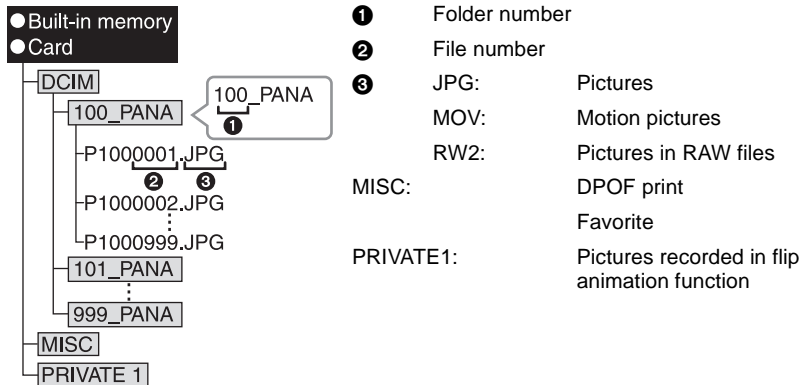 ●Built-in memory
●Card
DCIM
100_PANA
100_PANA
❶
P1000001.JPG
❷ ❸
P1000002.JPG
P1000999.JPG
101_PANA
999_PANA
MISC
PRIVATE 1
❶ Folder number
❷ File number
❸ JPG: Pictures
MOV: Motion pictures
RW2: Pictures in RAW files
MISC: DPOF print
Favorite
PRIVATE1: Pictures recorded in flip
animation function